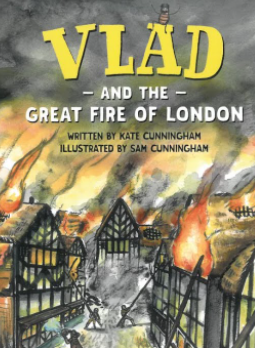 VLAD
– AND THE –
GREAT FIRE OF LONDON
WRITTEN BY KATE CUNNINGHAM
ILLUSTRATED BY SAM CUNNINGHAM